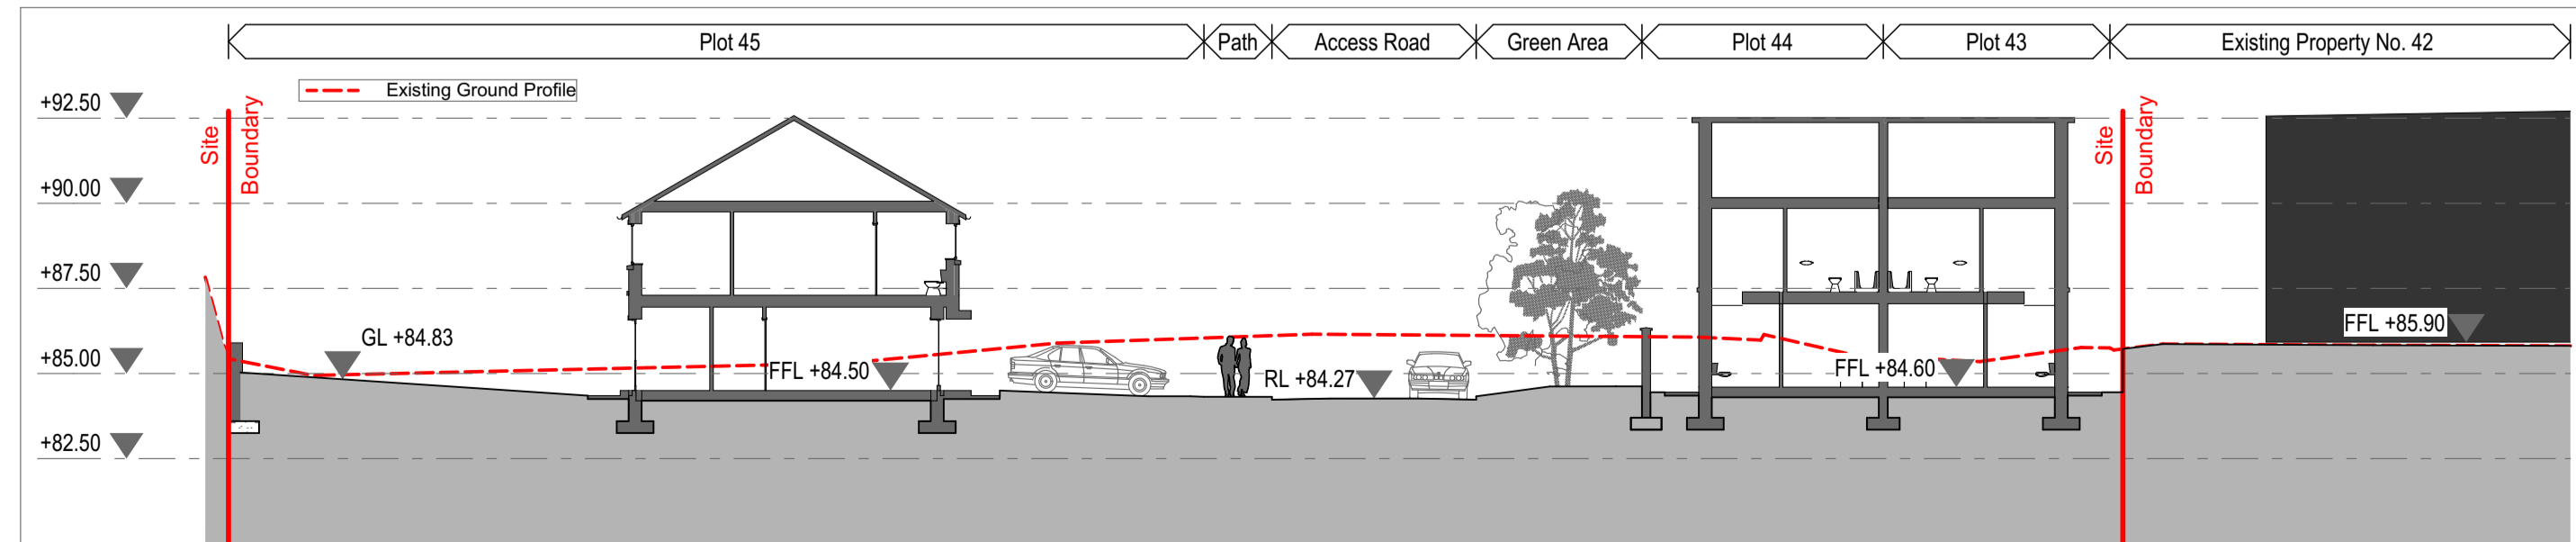 Plot 45
Path
Access Road
Green Area
Plot 44
Plot 43
Existing Property No. 42
Existing Ground Profile
+92.50
+90.00
+87.50
+85.00
+82.50
Site
Boundary
GL +84.83
FFL +84.50
RL +84.27
FFL +84.60
Site
Boundary
FFL +85.90